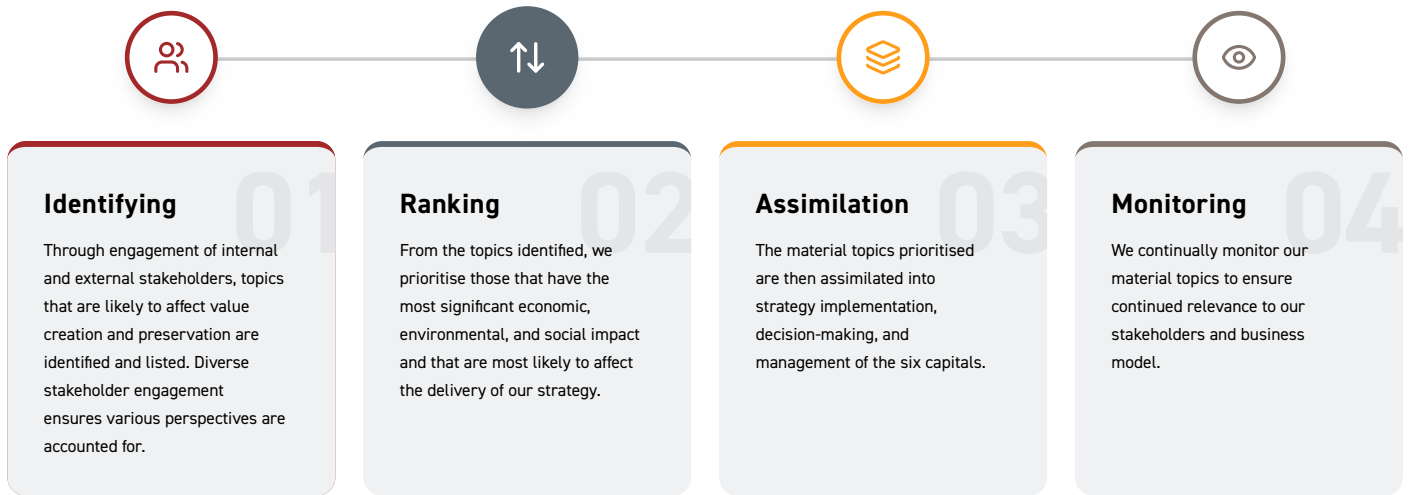 01
Identifying
Through engagement of internal
and external stakeholders, topics
that are likely to affect value
creation and preservation are
identified and listed. Diverse
stakeholder engagement
ensures various perspectives are
accounted for.
02
Ranking
From the topics identified, we
prioritise those that have the
most significant economic,
environmental, and social impact
and that are most likely to affect
the delivery of our strategy.
03
Assimilation
The material topics prioritised
are then assimilated into
strategy implementation,
decision-making, and
management of the six capitals.
04
Monitoring
We continually monitor our
material topics to ensure
continued relevance to our
stakeholders and business
model.